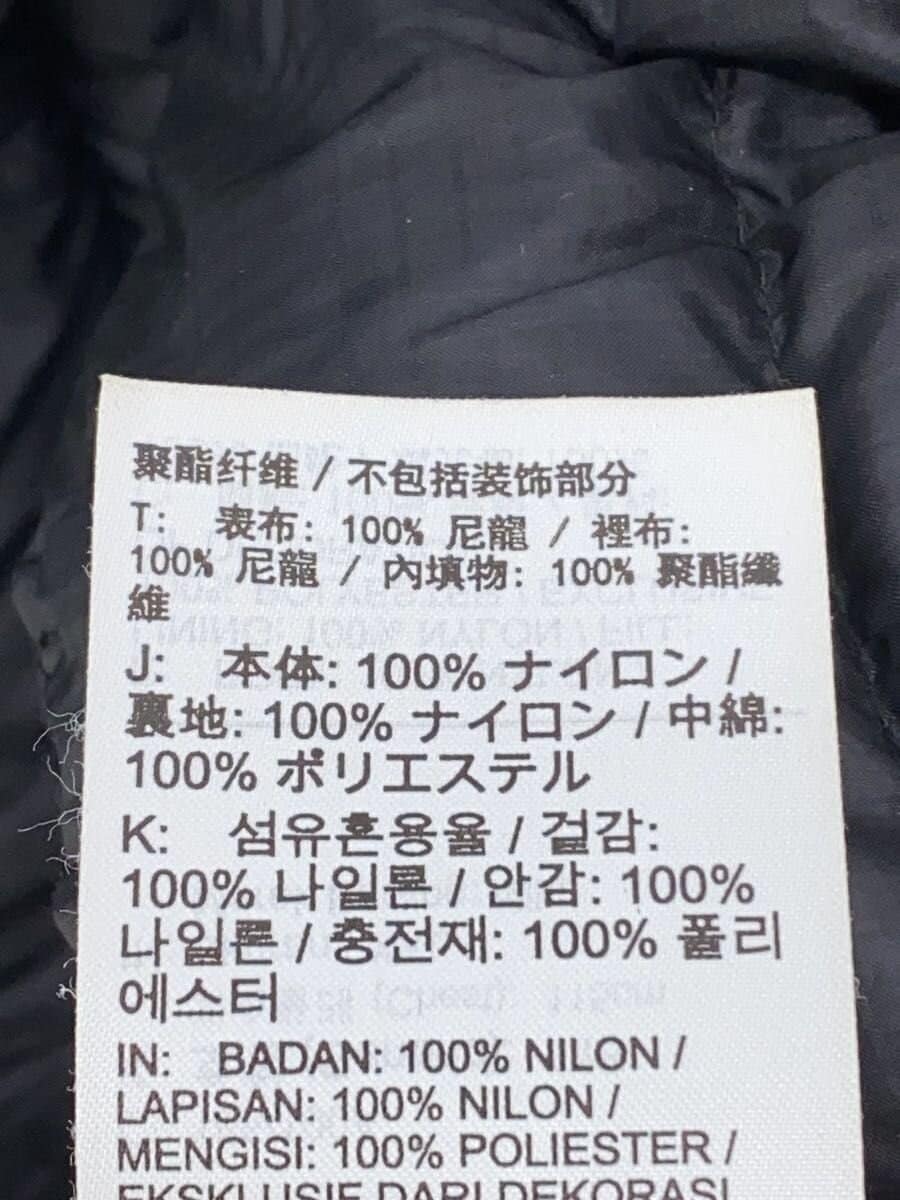 聚酯纤维 / 不包括装饰部分
T: 表布: 100% 尼龍 / 裡布:
100% 尼龍 / 內填物: 100% 聚酯纖
維
J: 本体: 100% ナイロン /
裏地: 100% ナイロン / 中綿:
100% ポリエステル
K: 섬유혼용율 / 겉감:
100% 나일론 / 안감: 100%
나일론 / 충전재: 100% 폴리
에스터
IN: BADAN: 100% NILON /
LAPISAN: 100% NILON /
MENGISI: 100% POLIESTER /
EKSKLUSIF DARI DEKORASI